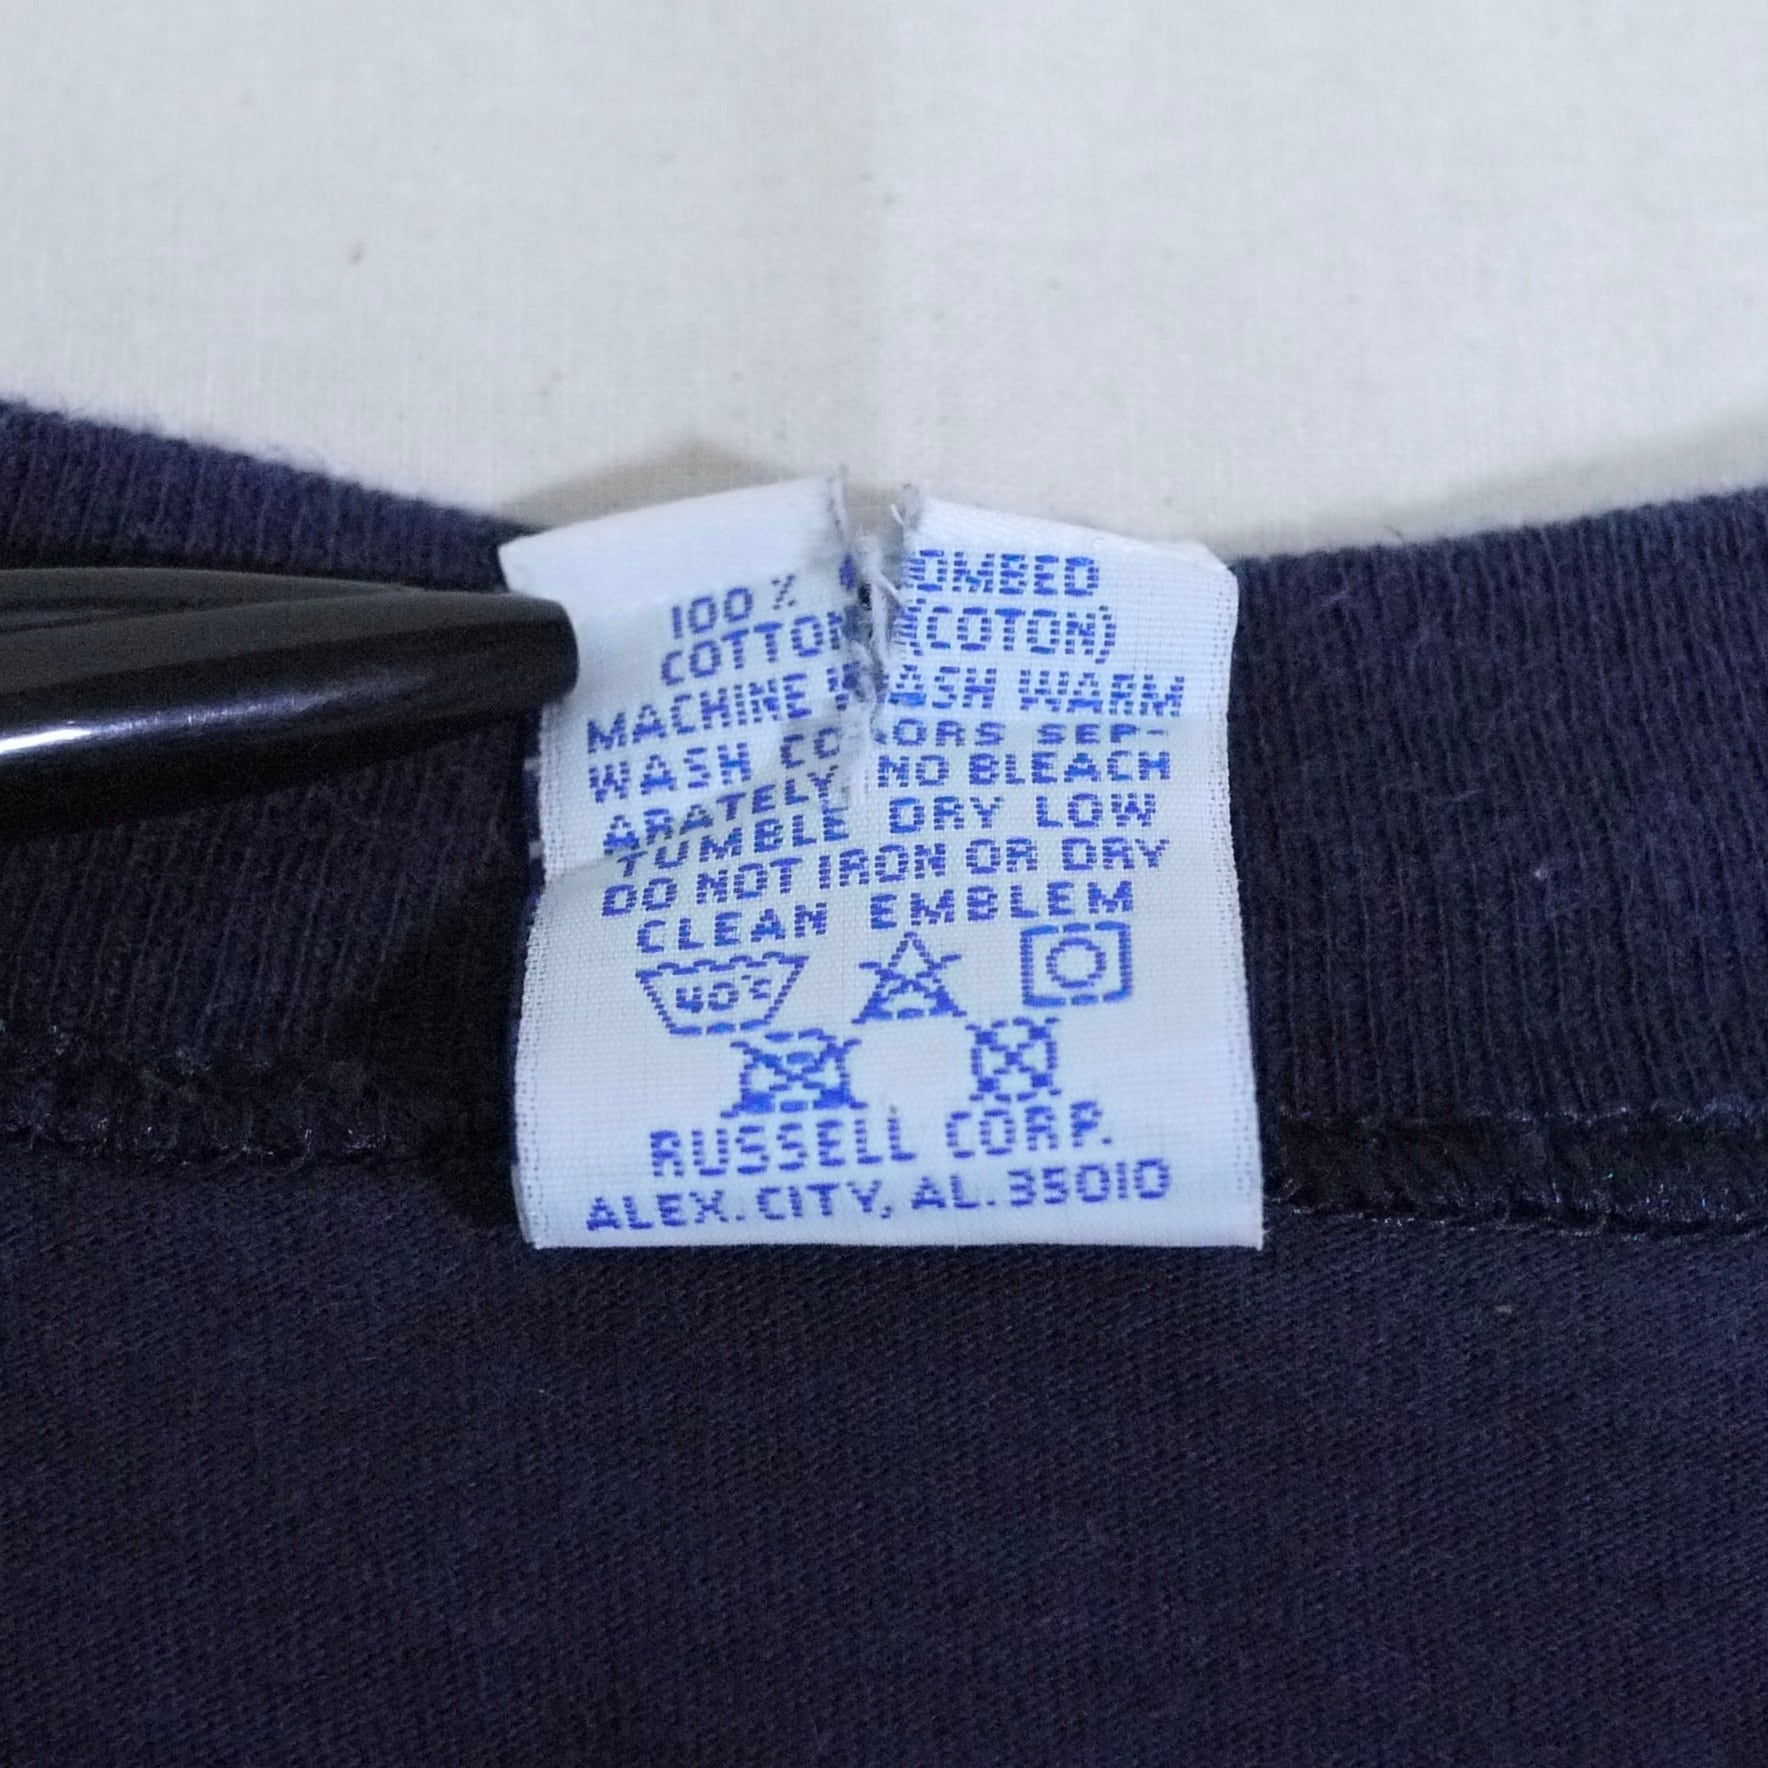 100% COMBED
COTTON (COTON)
MACHINE WASH WARM
WASH COLORS SEP-
ARATELY NO BLEACH
TUMBLE DRY LOW
DO NOT IRON OR DRY
CLEAN EMBLEM
40°C
RUSSELL CORP.
ALEX. CITY, AL. 35010